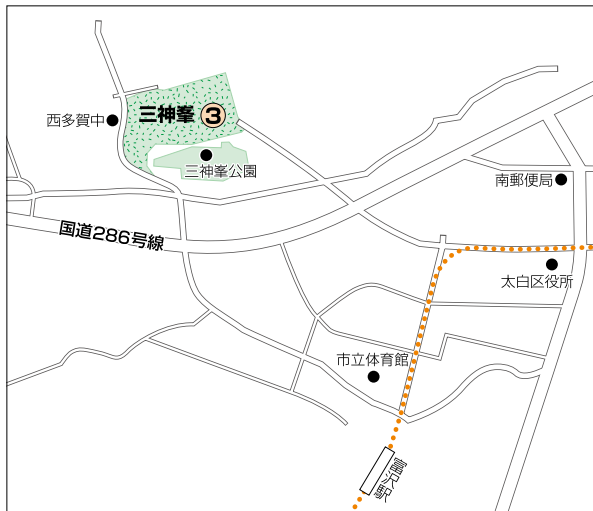 西多賀中
三神峯 ③
三神峯公園
南郵便局
国道286号線
太白区役所
市立体育館
富沢駅